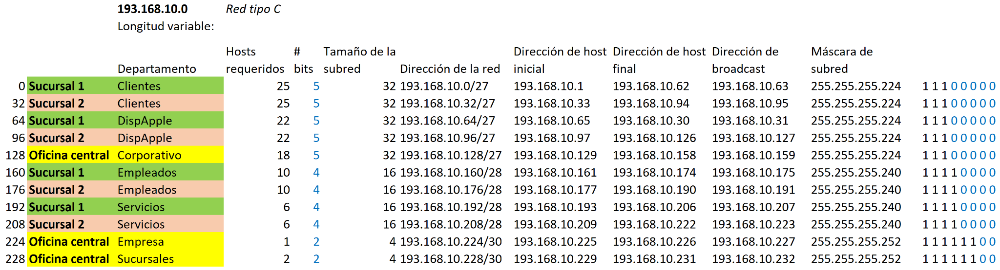 193.168.10.0 Red tipo C
Longitud variable:
Hosts # Tamaño de la Dirección de host Dirección de host Dirección de Máscara de
Departamento requeridos bits subred Dirección de la red inicial final broadcast subred
0 Sucursal 1 Clientes 25 5 32 193.168.10.0/27 193.168.10.1 193.168.10.62 193.168.10.63 255.255.255.224 1 1 1 0 0 0 0 0
32 Sucursal 2 Clientes 25 5 32 193.168.10.32/27 193.168.10.33 193.168.10.94 193.168.10.95 255.255.255.224 1 1 1 0 0 0 0 0
64 Sucursal 1 DispApple 22 5 32 193.168.10.64/27 193.168.10.65 193.168.10.30 193.168.10.31 255.255.255.224 1 1 1 0 0 0 0 0
96 Sucursal 2 DispApple 22 5 32 193.168.10.96/27 193.168.10.97 193.168.10.126 193.168.10.127 255.255.255.224 1 1 1 0 0 0 0 0
128 Oficina central Corporativo 18 5 32 193.168.10.128/27 193.168.10.129 193.168.10.158 193.168.10.159 255.255.255.224 1 1 1 0 0 0 0 0
160 Sucursal 1 Empleados 10 4 16 193.168.10.160/28 193.168.10.161 193.168.10.174 193.168.10.175 255.255.255.240 1 1 1 1 0 0 0 0
176 Sucursal 2 Empleados 10 4 16 193.168.10.176/28 193.168.10.177 193.168.10.190 193.168.10.191 255.255.255.240 1 1 1 1 0 0 0 0
192 Sucursal 1 Servicios 6 4 16 193.168.10.192/28 193.168.10.193 193.168.10.206 193.168.10.207 255.255.255.240 1 1 1 1 0 0 0 0
208 Sucursal 2 Servicios 6 4 16 193.168.10.208/28 193.168.10.209 193.168.10.222 193.168.10.223 255.255.255.240 1 1 1 1 0 0 0 0
224 Oficina central Empresa 1 2 4 193.168.10.224/30 193.168.10.225 193.168.10.226 193.168.10.227 255.255.255.252 1 1 1 1 1 1 0 0
228 Oficina central Sucursales 2 2 4 193.168.10.228/30 193.168.10.229 193.168.10.231 193.168.10.232 255.255.255.252 1 1 1 1 1 1 0 0